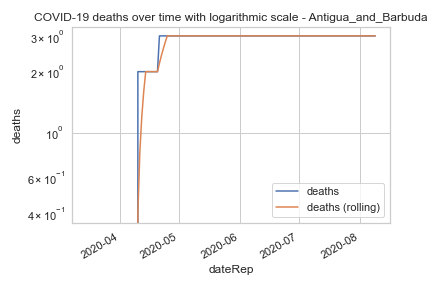 COVID-19 deaths over time with logarithmic scale - Antigua_and_Barbuda
3 × 10⁰
2 × 10⁰
10⁰
6 × 10⁻¹
4 × 10⁻¹
deaths
deaths
deaths (rolling)
2020-04
2020-05
2020-06
2020-07
2020-08
dateRep